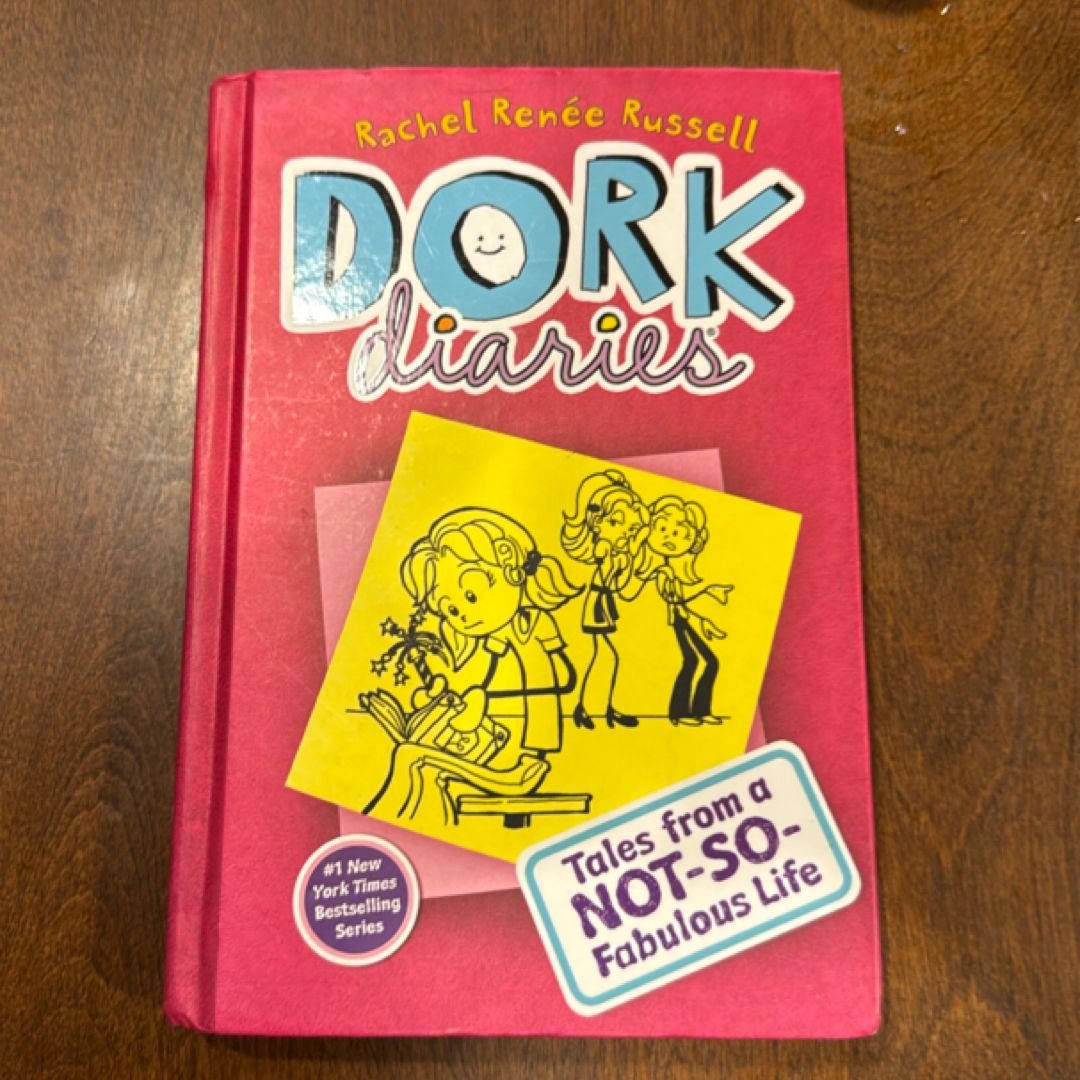 Rachel Renée Russell
DORK
diaries®
Tales from a
NOT-SO-
Fabulous Life
#1 New
York Times
Bestselling
Series